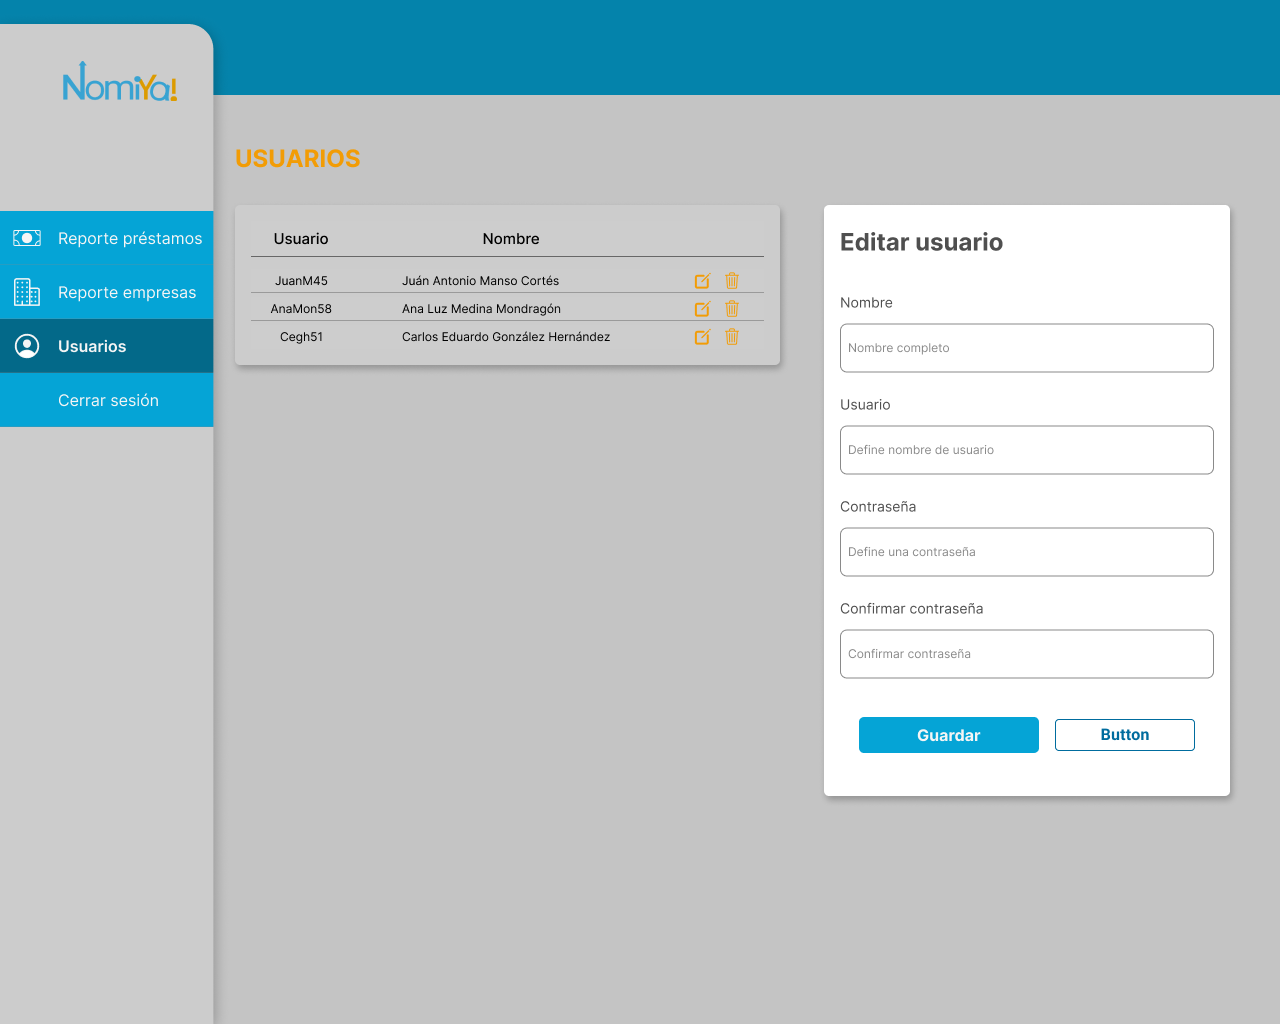 NomiYa!
USUARIOS
Reporte préstamos
Reporte empresas
Usuarios
Cerrar sesión
Usuario Nombre
JuanM45 Juán Antonio Manso Cortés
AnaMon58 Ana Luz Medina Mondragón
Cegh51 Carlos Eduardo González Hernández
Editar usuario
Nombre
Nombre completo
Usuario
Define nombre de usuario
Contraseña
Define una contraseña
Confirmar contraseña
Confirmar contraseña
Guardar Button